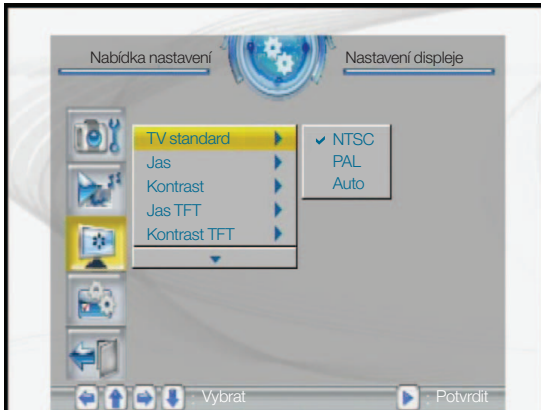 Nabídka nastavení
Nastavení displeje
TV standard
Jas
Kontrast
Jas TFT
Kontrast TFT
NTSC
PAL
Auto
: Vybrat
: Potvrdit